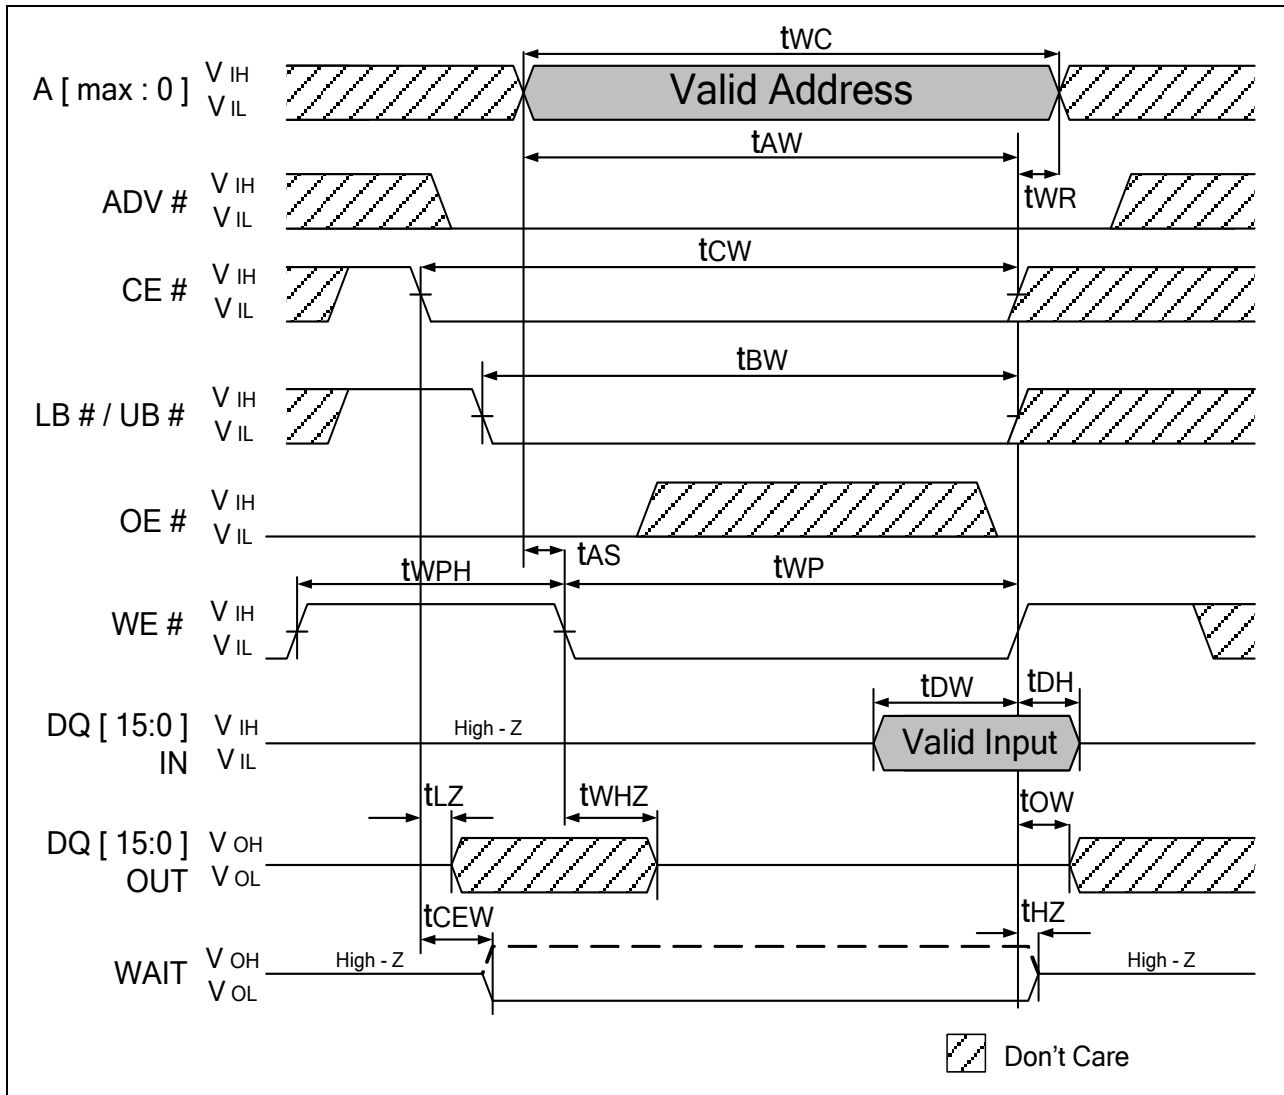 tWC
A [ max : 0 ] V IH
V IL
Valid Address
tAW
tWR
ADV # V IH
V IL
tCW
CE # V IH
V IL
tBW
LB # / UB # V IH
V IL
OE # V IH
V IL
tAS
tWPH
tWP
WE # V IH
V IL
tDW
tDH
DQ [ 15:0 ] V IH
IN V IL
High - Z
Valid Input
tLZ
tWHZ
tOW
DQ [ 15:0 ] V OH
OUT V OL
tCEW
tHZ
WAIT V OH
V OL
High - Z
High - Z
Don't Care